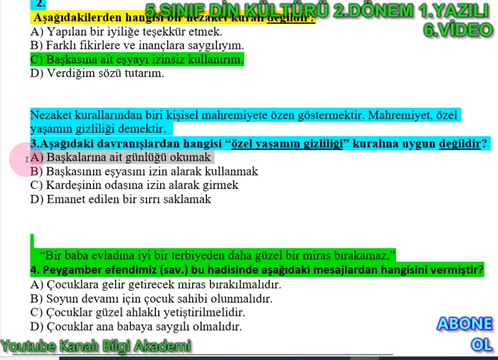 5.SINIF DİN KÜLTÜRÜ 2.DÖNEM 1.YAZILI
6.VİDEO
2.
Aşağıdakilerden hangisi bir nezaket kuralı değildir?
A) Yapılan bir iyiliğe teşekkür etmek.
B) Farklı fikirlere ve inançlara saygılıyım.
C) Başkasına ait eşyayı izinsiz kullanırım.
D) Verdiğim sözü tutarım.
Nezaket kurallarından biri kişisel mahremiyete özen göstermektir. Mahremiyet, özel
yaşamın gizliliği demektir.
3.Aşağıdaki davranışlardan hangisi “özel yaşamın gizliliği” kuralına uygun değildir?
A) Başkalarına ait günlüğü okumak
B) Başkasının eşyasını izin alarak kullanmak
C) Kardeşinin odasına izin alarak girmek
D) Emanet edilen bir sırrı saklamak
“Bir baba evladına iyi bir terbiyeden daha güzel bir miras bırakamaz.”
4. Peygamber efendimiz (sav.) bu hadisinde aşağıdaki mesajlardan hangisini vermiştir?
A) Çocuklara gelir getirecek miras bırakılmalıdır.
B) Soyun devamı için çocuk sahibi olunmalıdır.
C) Çocuklar güzel ahlaklı yetiştirilmelidir.
D) Çocuklar ana babaya saygılı olmalıdır.
ABONE
OL
Youtube Kanalı Bilgi Akademi